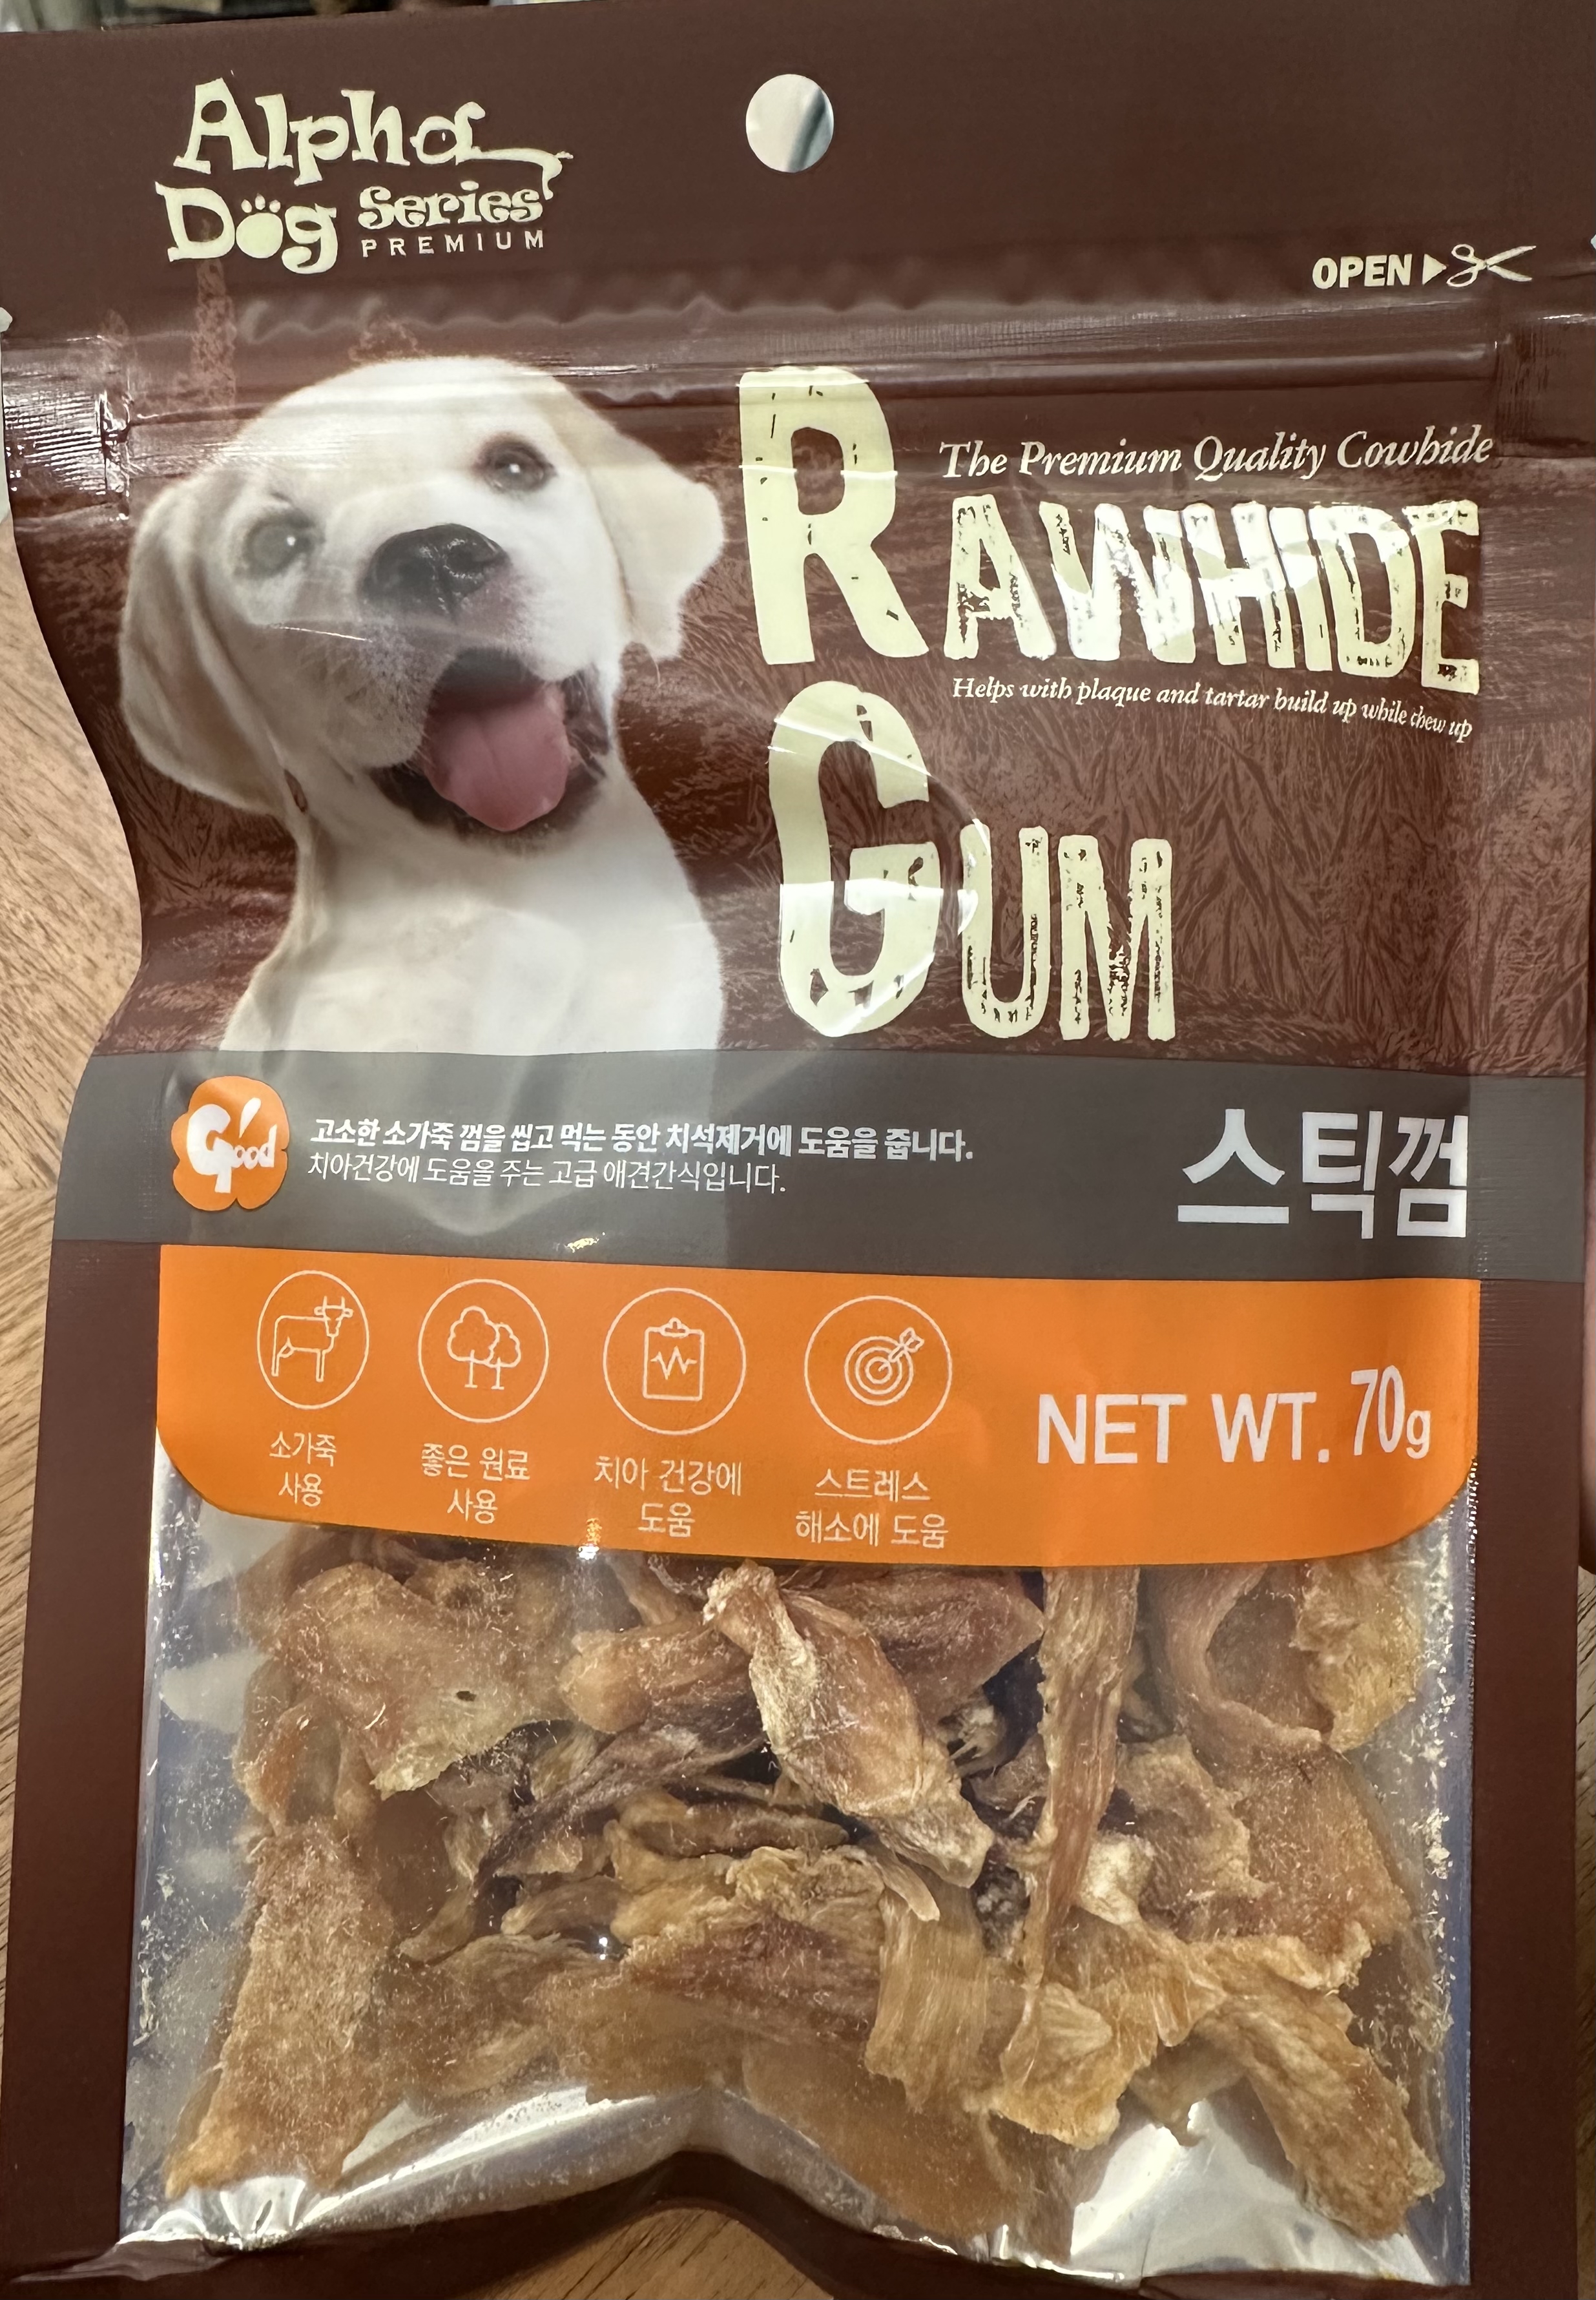 Alpha
Dog Series
PREMIUM
OPEN
The Premium Quality Cowhide
RAWHIDE
Helps with plaque and tartar build up while chew up
GUM
Good
고소한 소가죽 껌을 씹고 먹는 동안 치석제거에 도움을 줍니다.
치아건강에 도움을 주는 고급 애견간식입니다.
스틱껌
소가죽
사용
좋은 원료
사용
치아 건강에
도움
스트레스
해소에 도움
NET WT. 70g